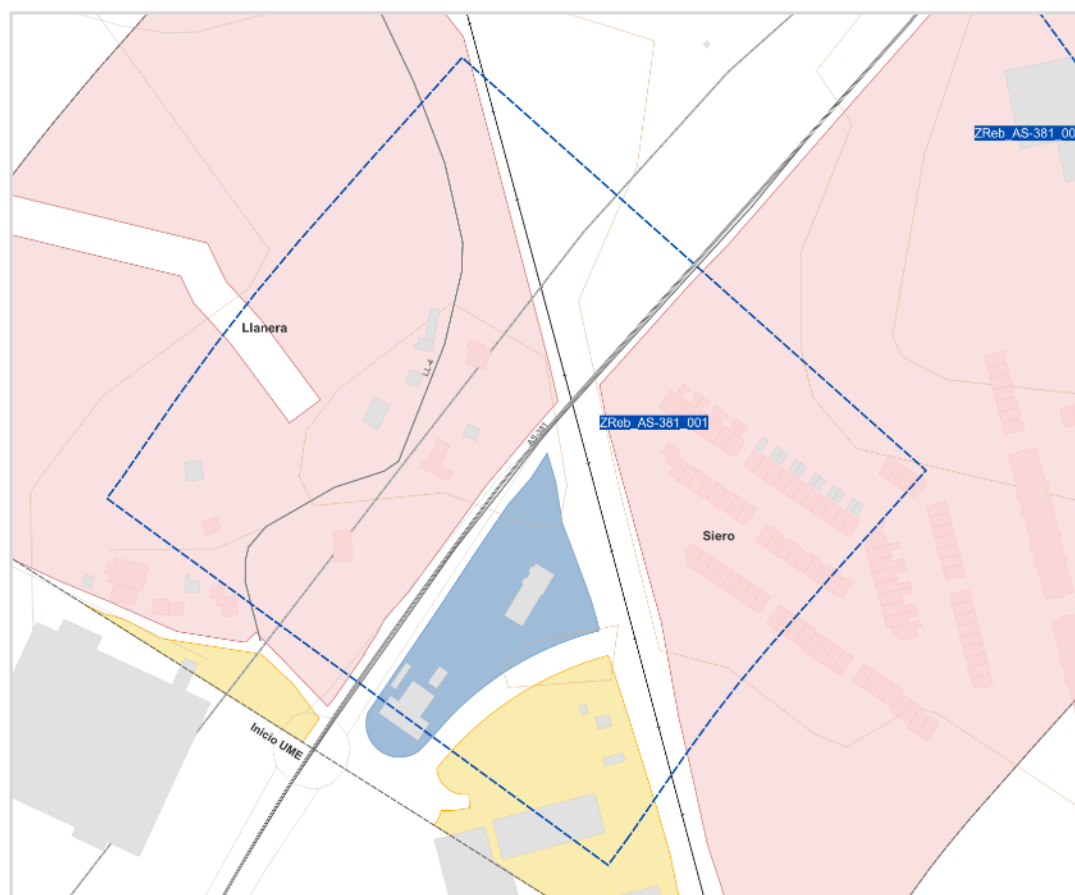 ZReb_AS-381_00
Llanera
LL-4
ZReb_AS-381_001
AS-381
Siero
Inicio UME